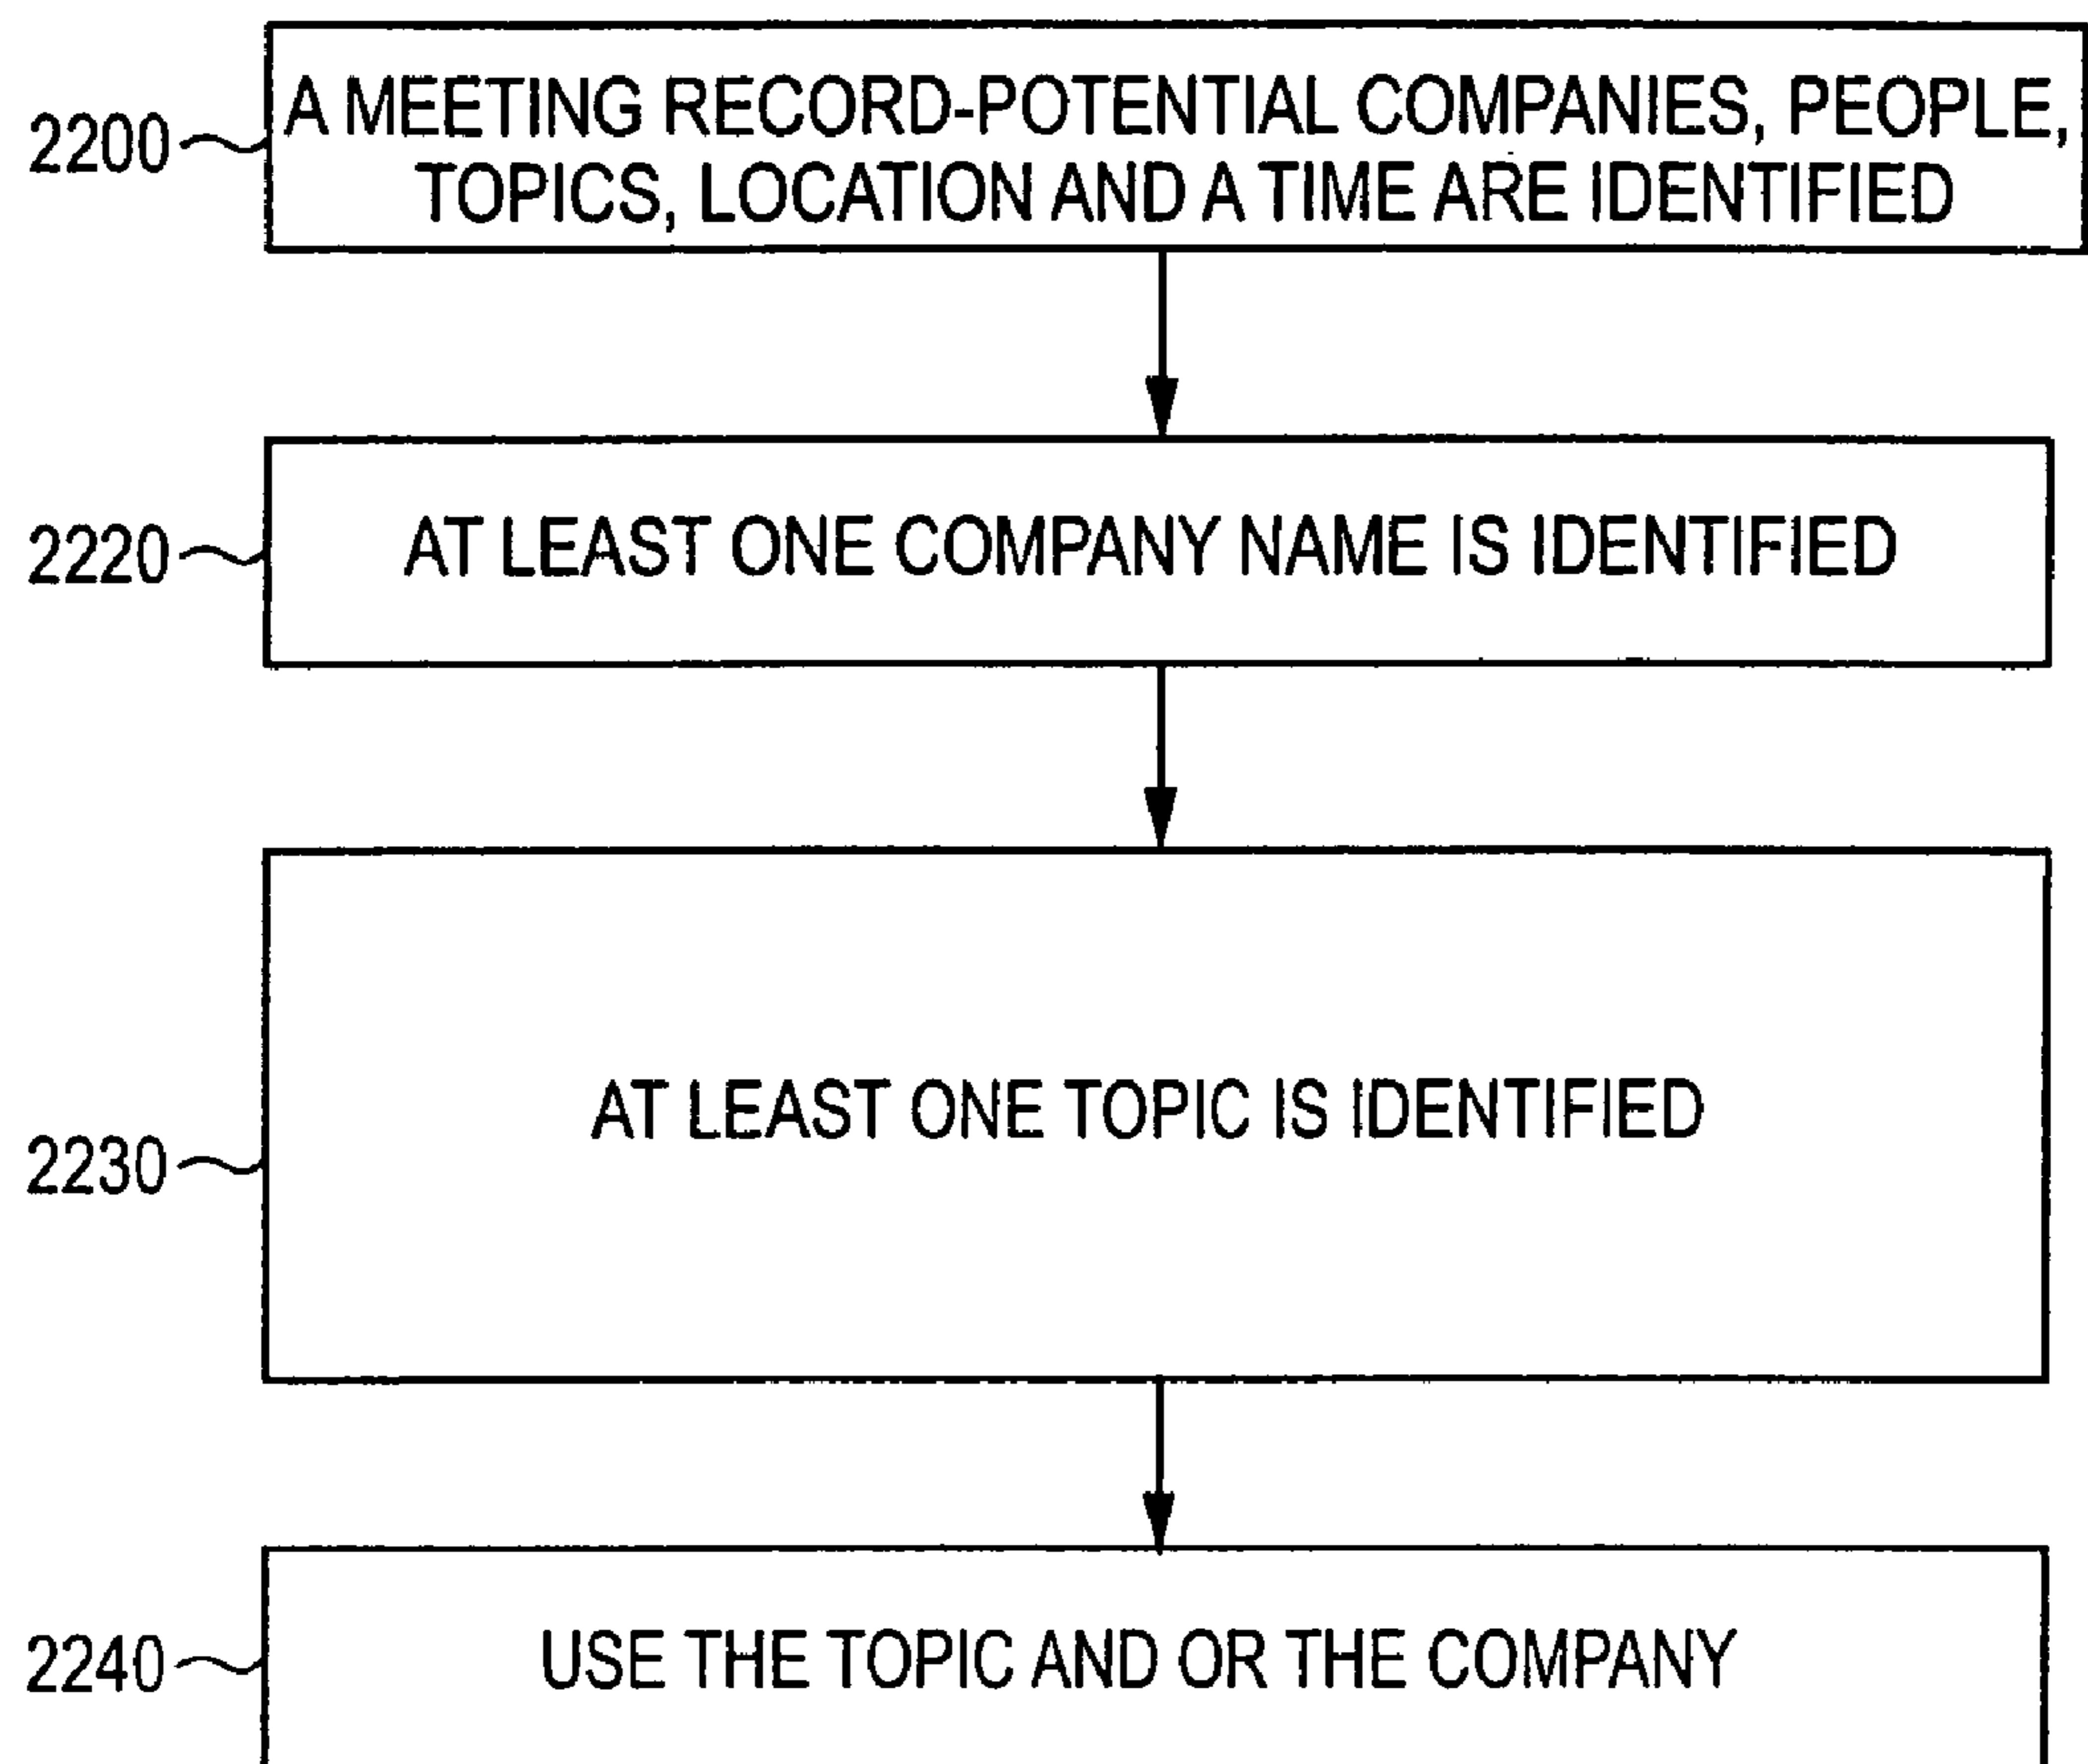 A MEETING RECORD-POTENTIAL COMPANIES, PEOPLE,
TOPICS, LOCATION AND A TIME ARE IDENTIFIED
2200
AT LEAST ONE COMPANY NAME IS IDENTIFIED
2220
AT LEAST ONE TOPIC IS IDENTIFIED
2230
USE THE TOPIC AND OR THE COMPANY
2240